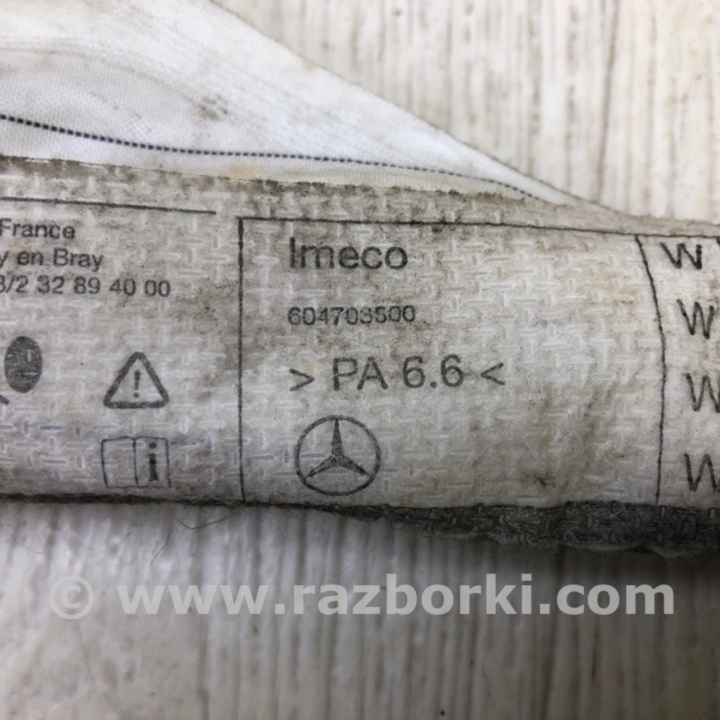 France
y en Bray
3/2 32 89 40 00
Imeco
604703500
> PA 6.6 <
W
W
W
W
© www.razborki.com